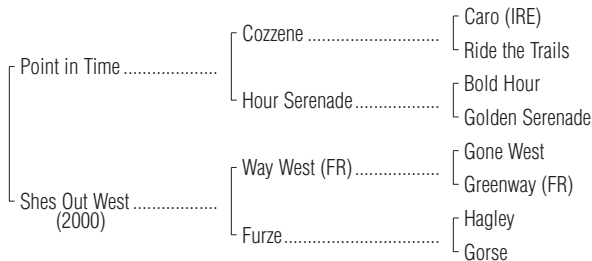 Caro (IRE)
Cozzene
Ride the Trails
Point in Time
Bold Hour
Hour Serenade
Golden Serenade
Gone West
Way West (FR)
Greenway (FR)
Shes Out West
(2000)
Hagley
Furze
Gorse